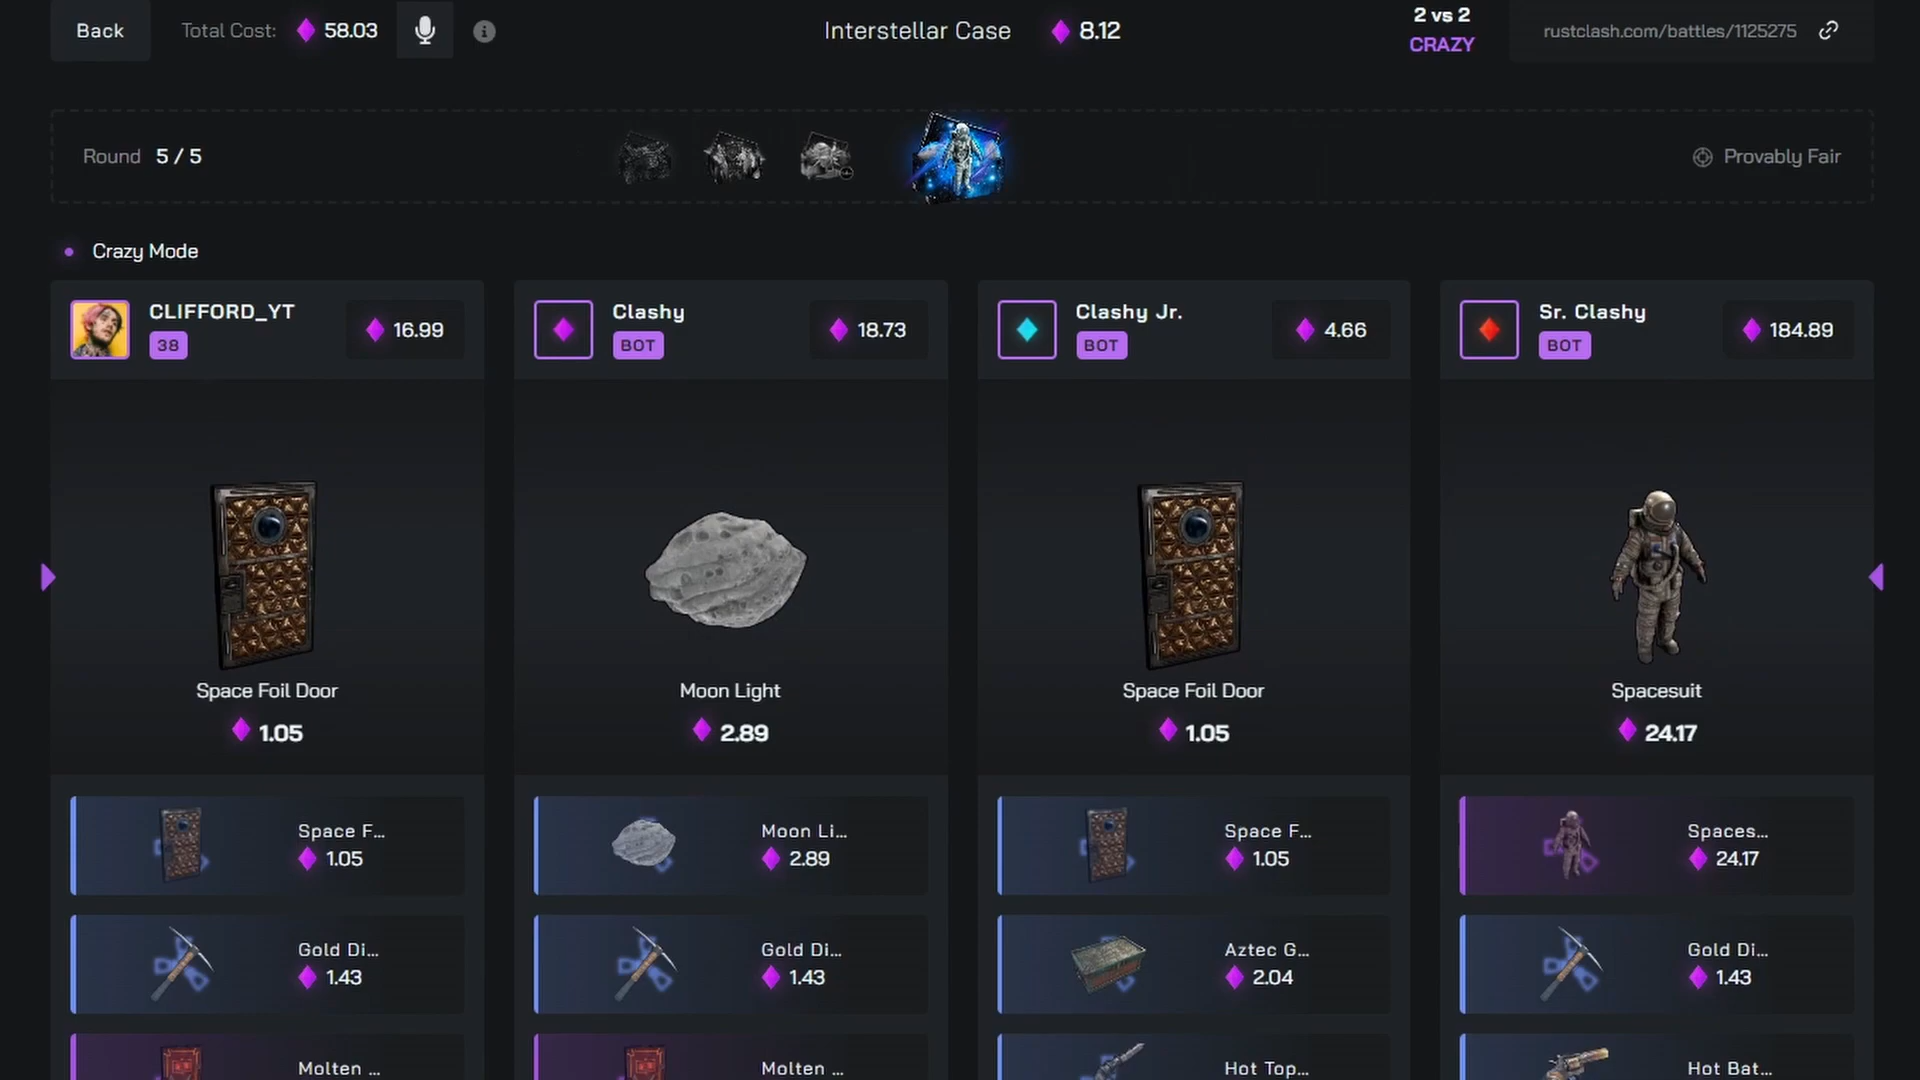 Back
Total Cost: 58.03
Interstellar Case 8.12
2 vs 2
CRAZY
rustclash.com/battles/1125275
Round 5 / 5
Provably Fair
Crazy Mode
CLIFFORD_YT
38
16.99
Clashy
BOT
18.73
Clashy Jr.
BOT
4.66
Sr. Clashy
BOT
184.89
Space Foil Door
1.05
Moon Light
2.89
Space Foil Door
1.05
Spacesuit
24.17
Space F...
1.05
Moon Li...
2.89
Space F...
1.05
Spaces...
24.17
Gold Di...
1.43
Gold Di...
1.43
Aztec G...
2.04
Gold Di...
1.43
Molten ...
Molten ...
Hot Top...
Hot Bat...